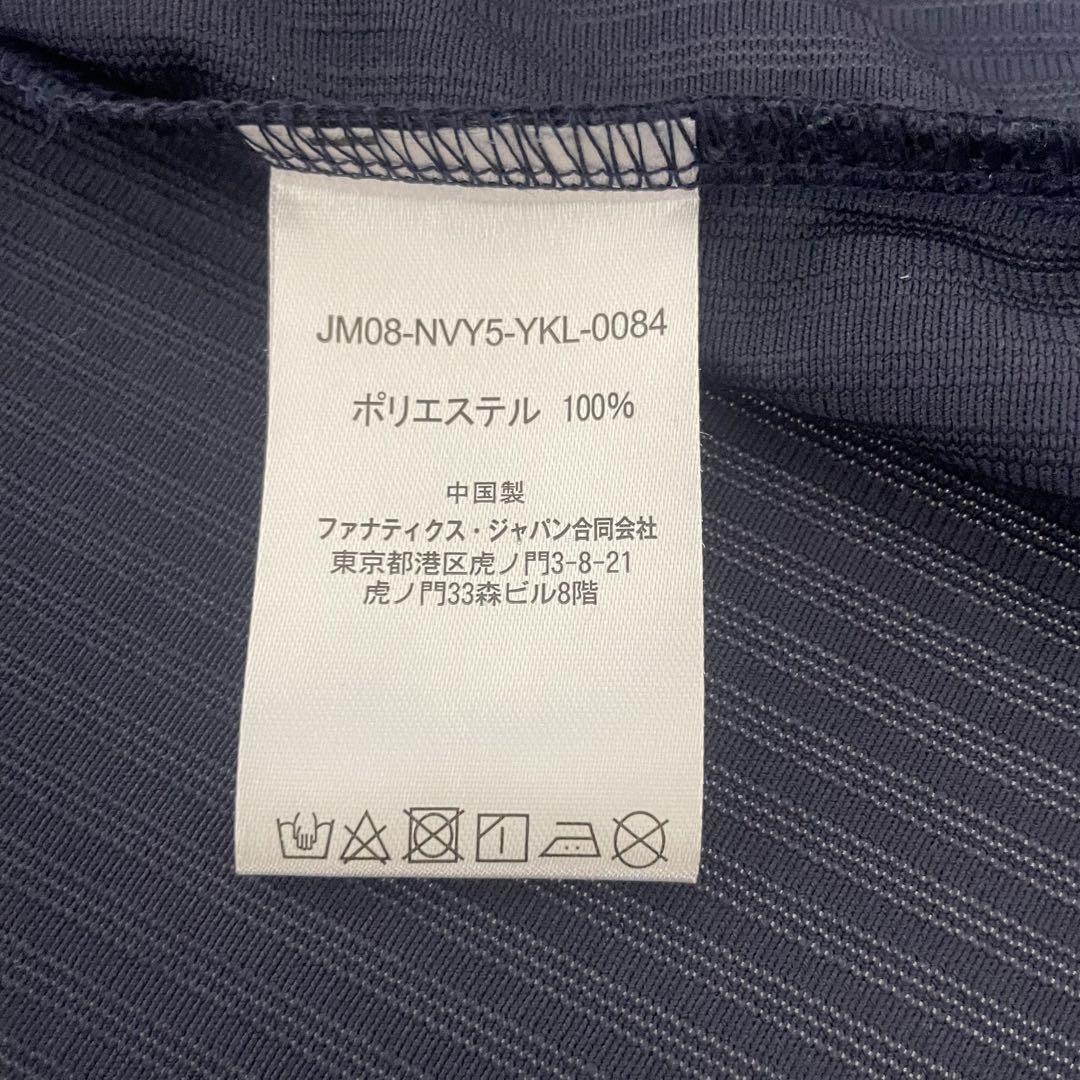 JM08-NVY5-YKL-0084
ポリエステル 100%
中国製
ファナティクス・ジャパン合同会社
東京都港区虎ノ門3-8-21
虎ノ門33森ビル8階